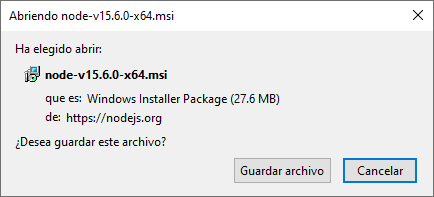 Abriendo node-v15.6.0-x64.msi
Ha elegido abrir:
node-v15.6.0-x64.msi
que es: Windows Installer Package (27.6 MB)
de: https://nodejs.org
¿Desea guardar este archivo?
Guardar archivo
Cancelar